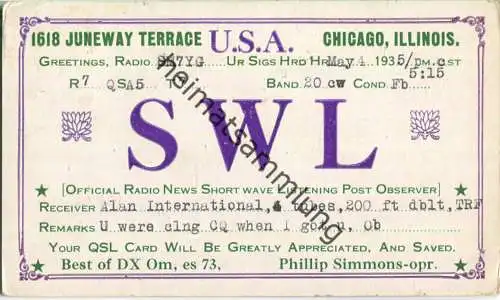 1618 JUNEWAY TERRACE U.S.A. CHICAGO, ILLINOIS.
GREETINGS, RADIO UR SIGS HRD HR May 4 1935/pm. cST
5:15
R7 QSA5 BAND 20 cw COND. Fb
SWL
heimatsammlung
[OFFICIAL RADIO NEWS SHORT WAVE LISTENING POST OBSERVER]
RECEIVER Alan International, 4 tubes, 200 ft dblt, TRF
REMARKS U were clng CQ when I got u, Ob
YOUR QSL CARD WILL BE GREATLY APPRECIATED, AND SAVED.
Best of DX Om, es 73, Phillip Simmons-opr.